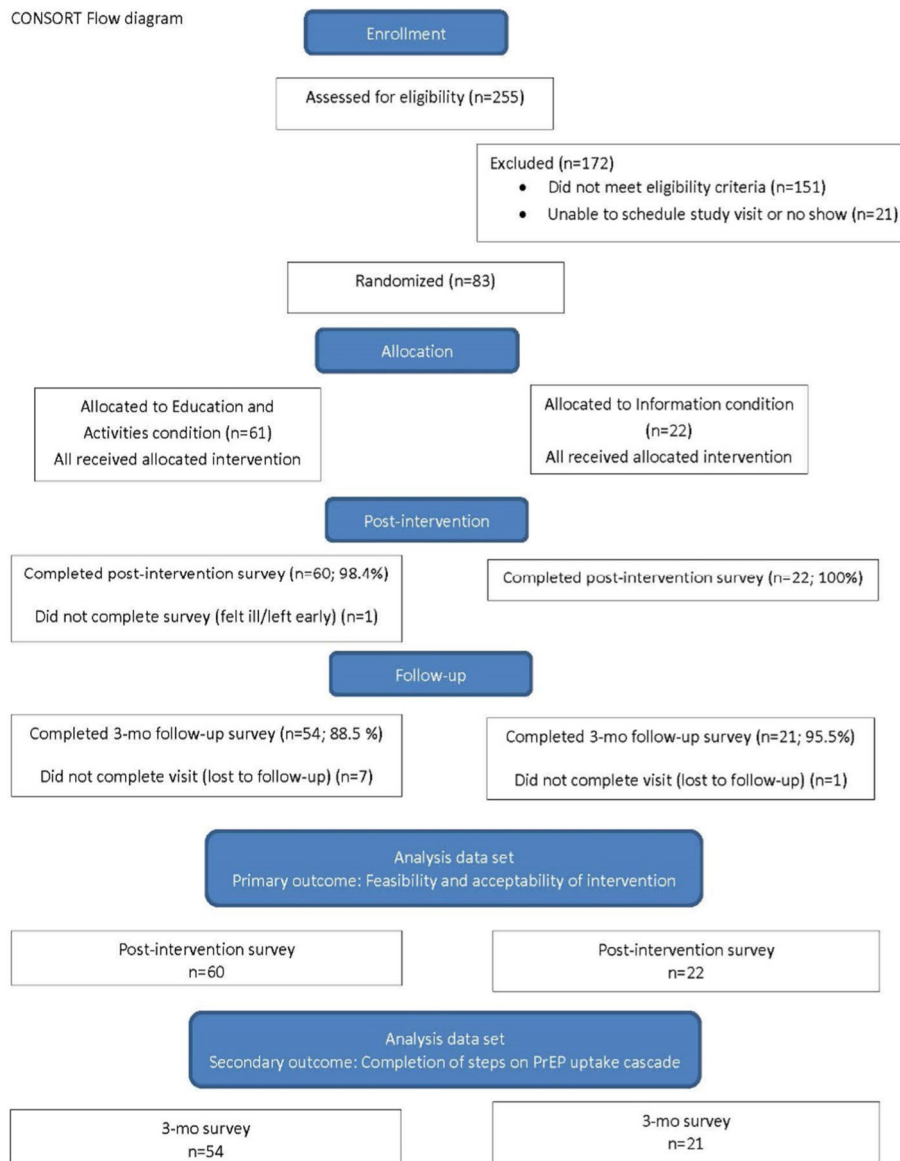 CONSORT Flow diagram
Enrollment
Assessed for eligibility (n=255)
Excluded (n=172)
• Did not meet eligibility criteria (n=151)
• Unable to schedule study visit or no show (n=21)
Randomized (n=83)
Allocation
Allocated to Education and
Activities condition (n=61)
All received allocated intervention
Allocated to Information condition
(n=22)
All received allocated intervention
Post-intervention
Completed post-intervention survey (n=60; 98.4%)
Did not complete survey (felt ill/left early) (n=1)
Completed post-intervention survey (n=22; 100%)
Follow-up
Completed 3-mo follow-up survey (n=54; 88.5 %)
Did not complete visit (lost to follow-up) (n=7)
Completed 3-mo follow-up survey (n=21; 95.5%)
Did not complete visit (lost to follow-up) (n=1)
Analysis data set
Primary outcome: Feasibility and acceptability of intervention
Post-intervention survey
n=60
Post-intervention survey
n=22
Analysis data set
Secondary outcome: Completion of steps on PrEP uptake cascade
3-mo survey
n=54
3-mo survey
n=21